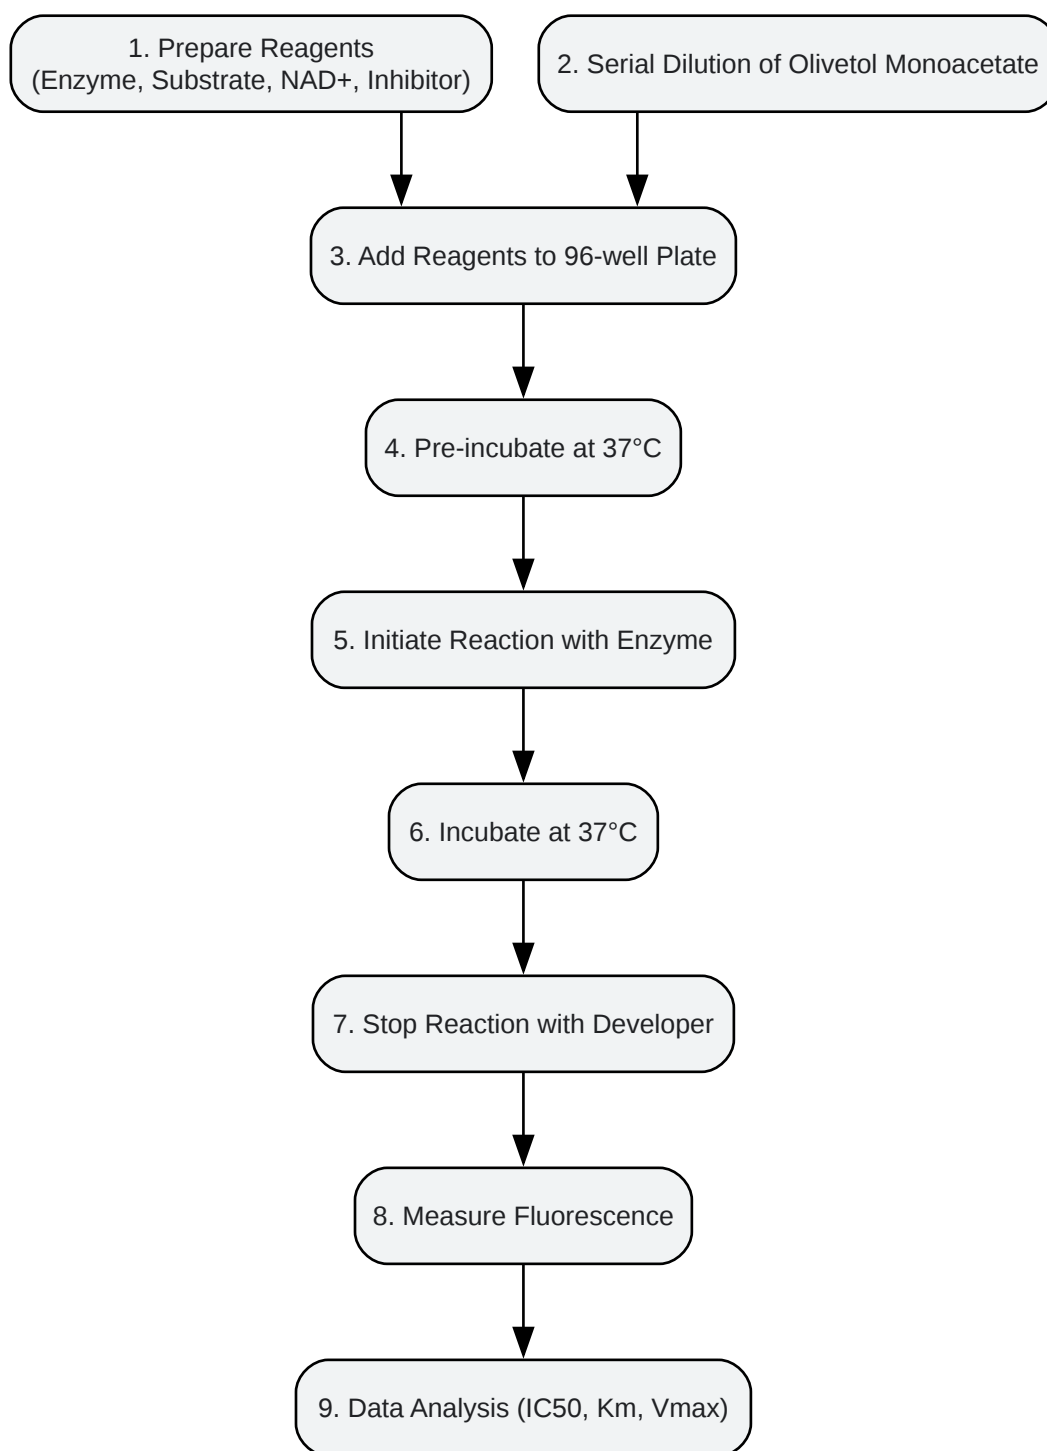 1. Prepare Reagents
(Enzyme, Substrate, NAD+, Inhibitor)
2. Serial Dilution of Olivetol Monoacetate
3. Add Reagents to 96-well Plate
4. Pre-incubate at 37°C
5. Initiate Reaction with Enzyme
6. Incubate at 37°C
7. Stop Reaction with Developer
8. Measure Fluorescence
9. Data Analysis (IC50, Km, Vmax)